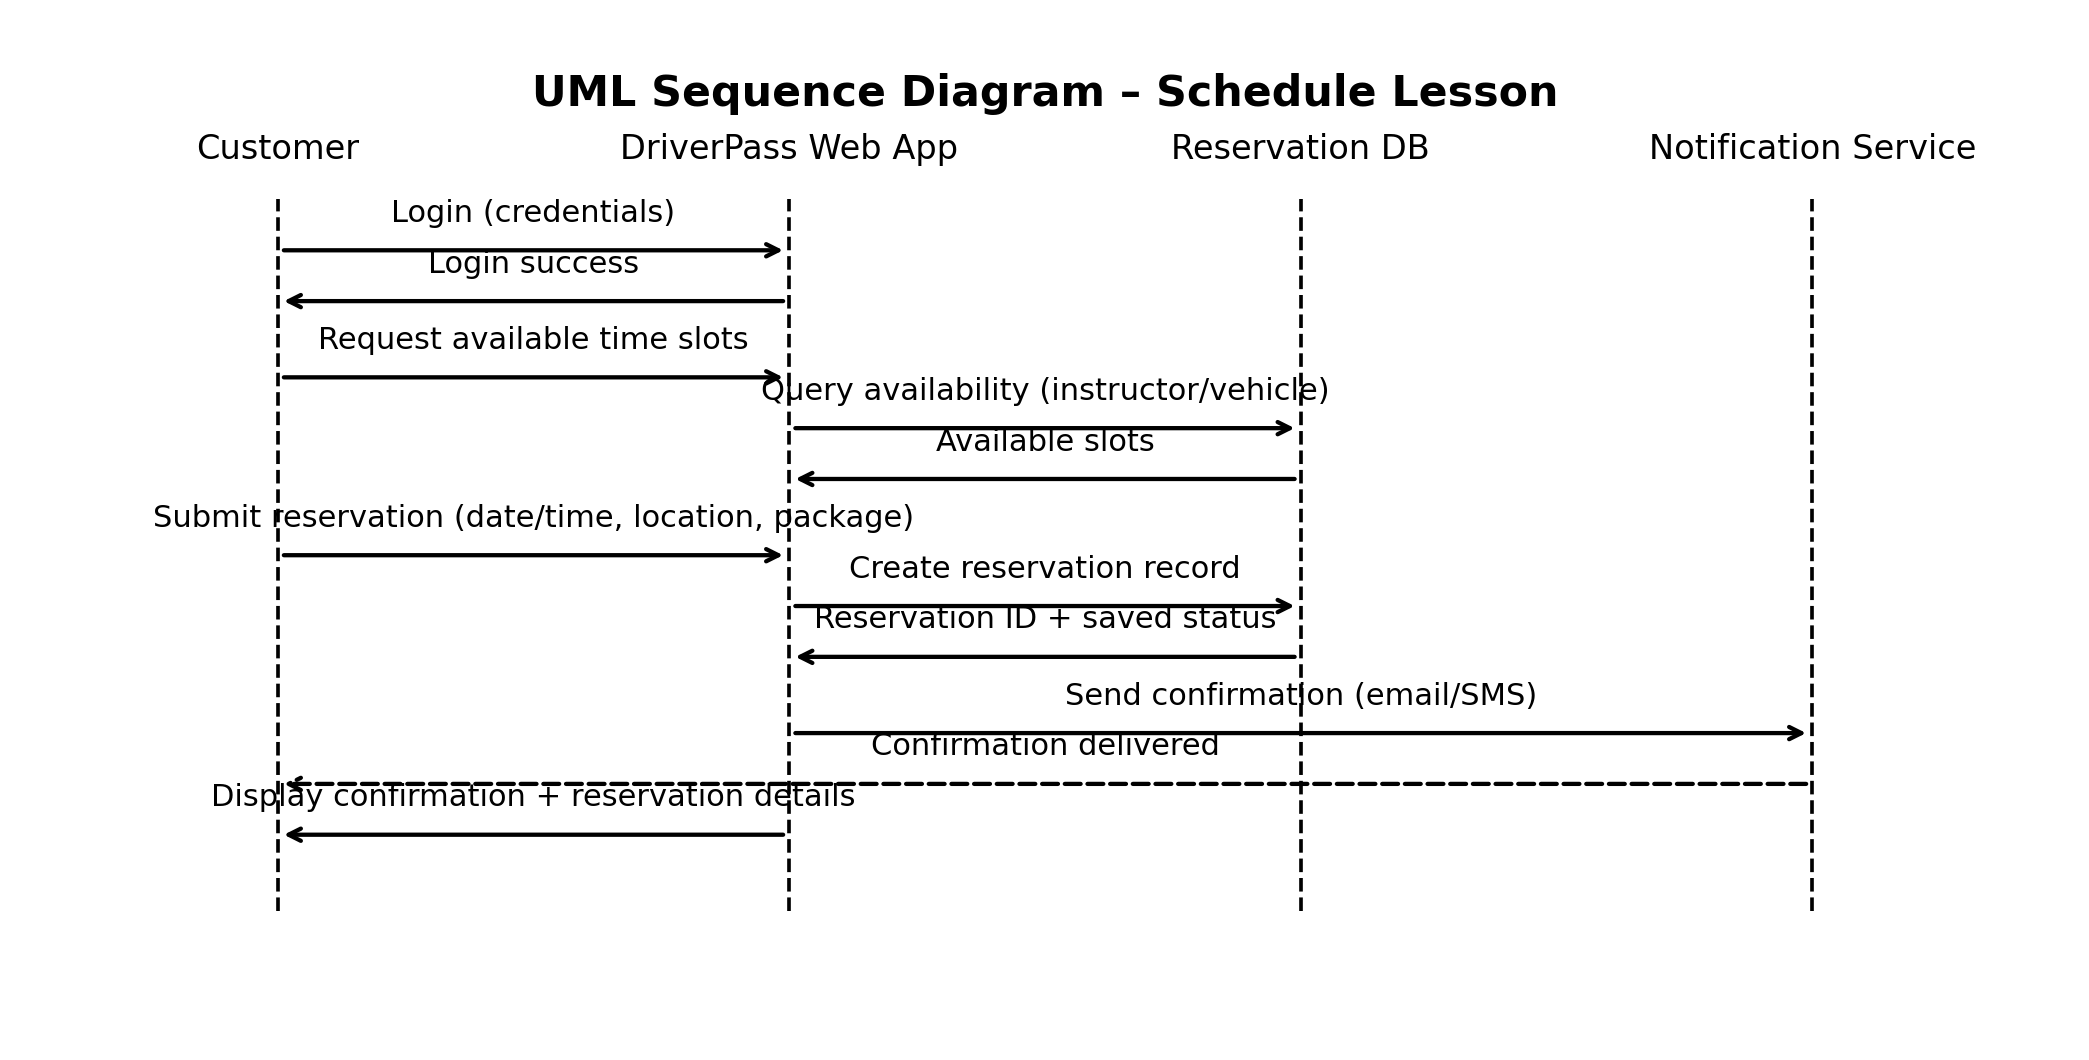 UML Sequence Diagram – Schedule Lesson
Customer
DriverPass Web App
Reservation DB
Notification Service
Login (credentials)
Login success
Request available time slots
Query availability (instructor/vehicle)
Available slots
Submit reservation (date/time, location, package)
Create reservation record
Reservation ID + saved status
Send confirmation (email/SMS)
Confirmation delivered
Display confirmation + reservation details